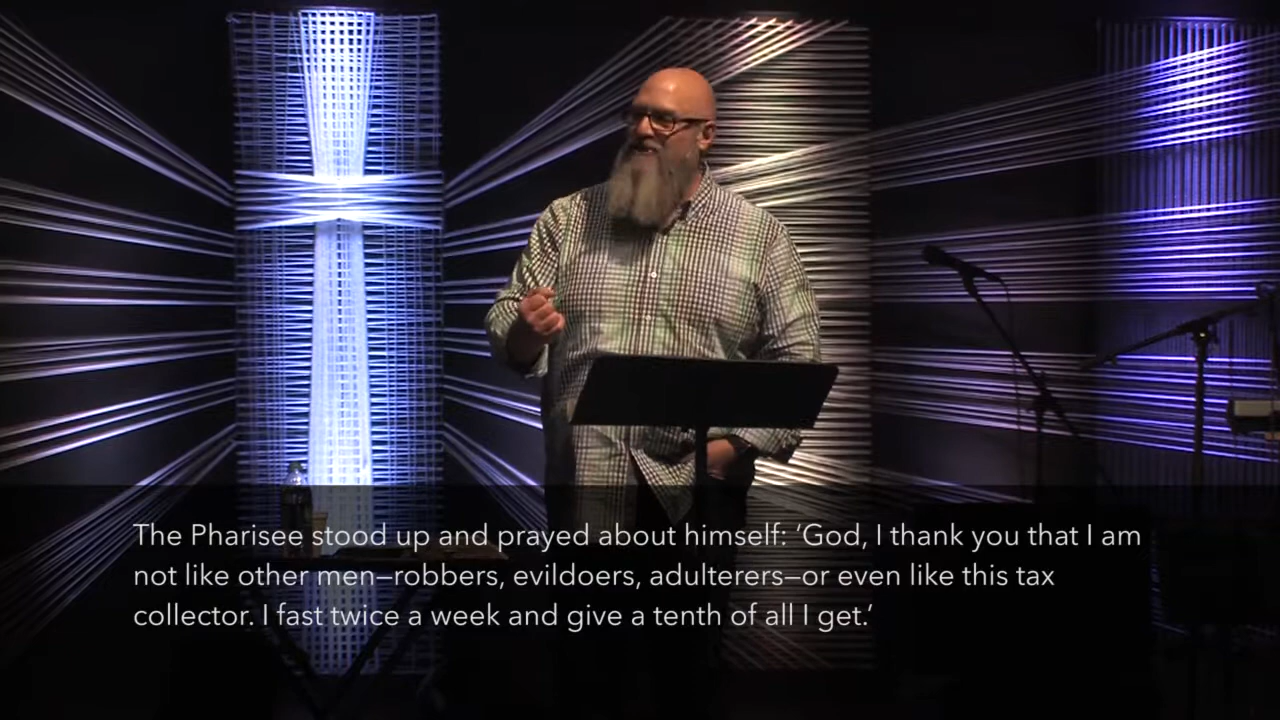 The Pharisee stood up and prayed about himself: ‘God, I thank you that I am
not like other men—robbers, evildoers, adulterers—or even like this tax
collector. I fast twice a week and give a tenth of all I get.’